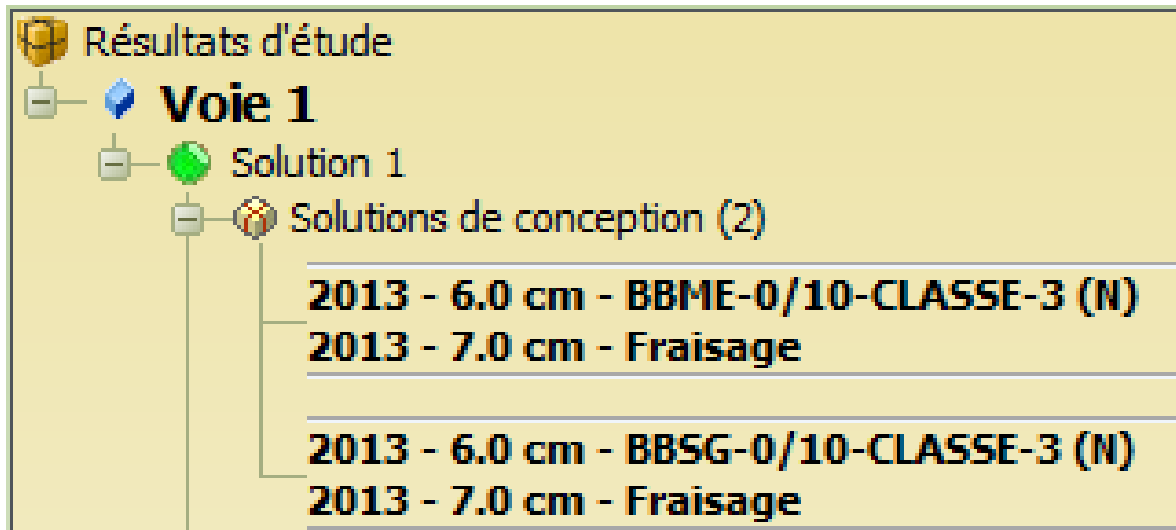 Résultats d'étude
Voie 1
Solution 1
Solutions de conception (2)
2013 - 6.0 cm - BBME-0/10-CLASSE-3 (N)
2013 - 7.0 cm - Fraisage
2013 - 6.0 cm - BBSG-0/10-CLASSE-3 (N)
2013 - 7.0 cm - Fraisage